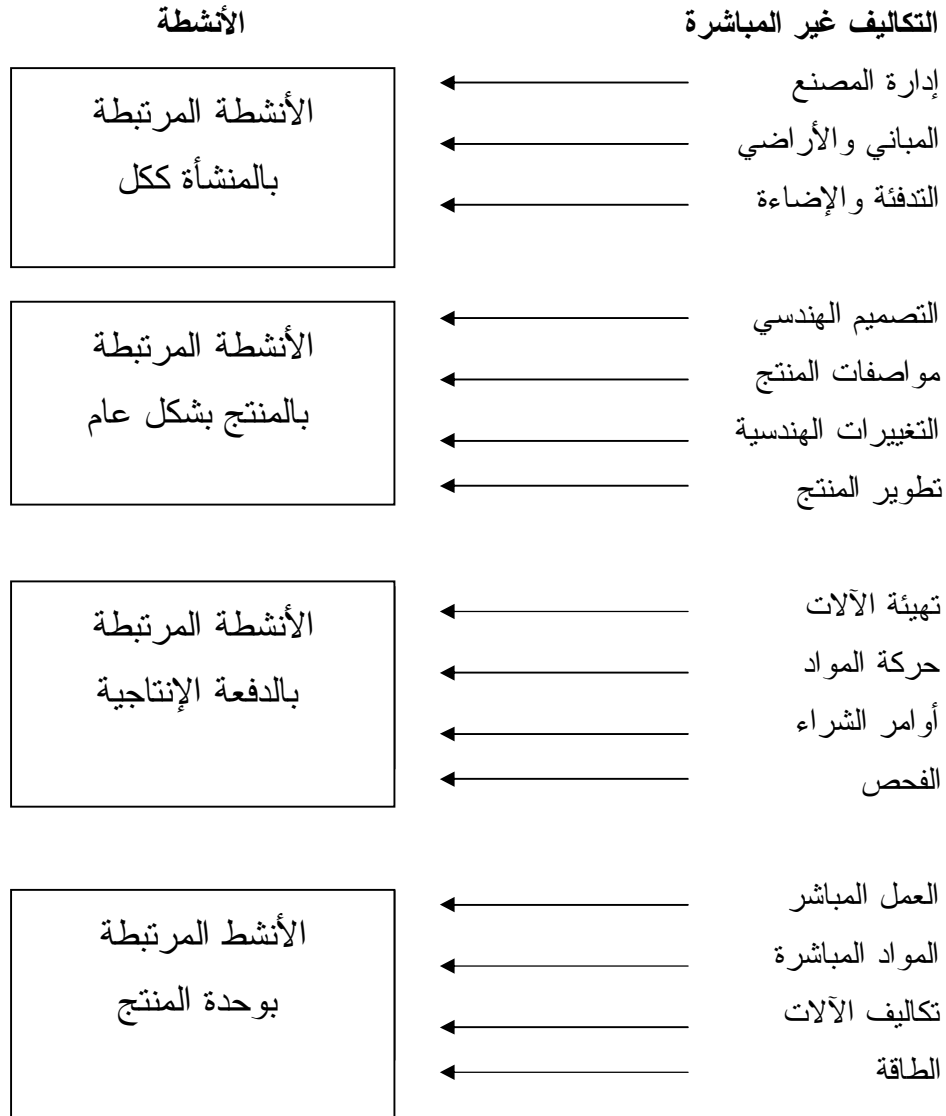 التكاليف غير المباشرة
الأنشطة
إدارة المصنع
المباني والأراضي
التدفئة والإضاءة
الأنشطة المرتبطة
بالمنشأة ككل
التصميم الهندسي
مواصفات المنتج
التغييرات الهندسية
تطوير المنتج
الأنشطة المرتبطة
بالمنتج بشكل عام
تهيئة الآلات
حركة المواد
أوامر الشراء
الفحص
الأنشطة المرتبطة
بالدفعة الإنتاجية
العمل المباشر
المواد المباشرة
تكاليف الآلات
الطاقة
الأنشط المرتبطة
بوحدة المنتج